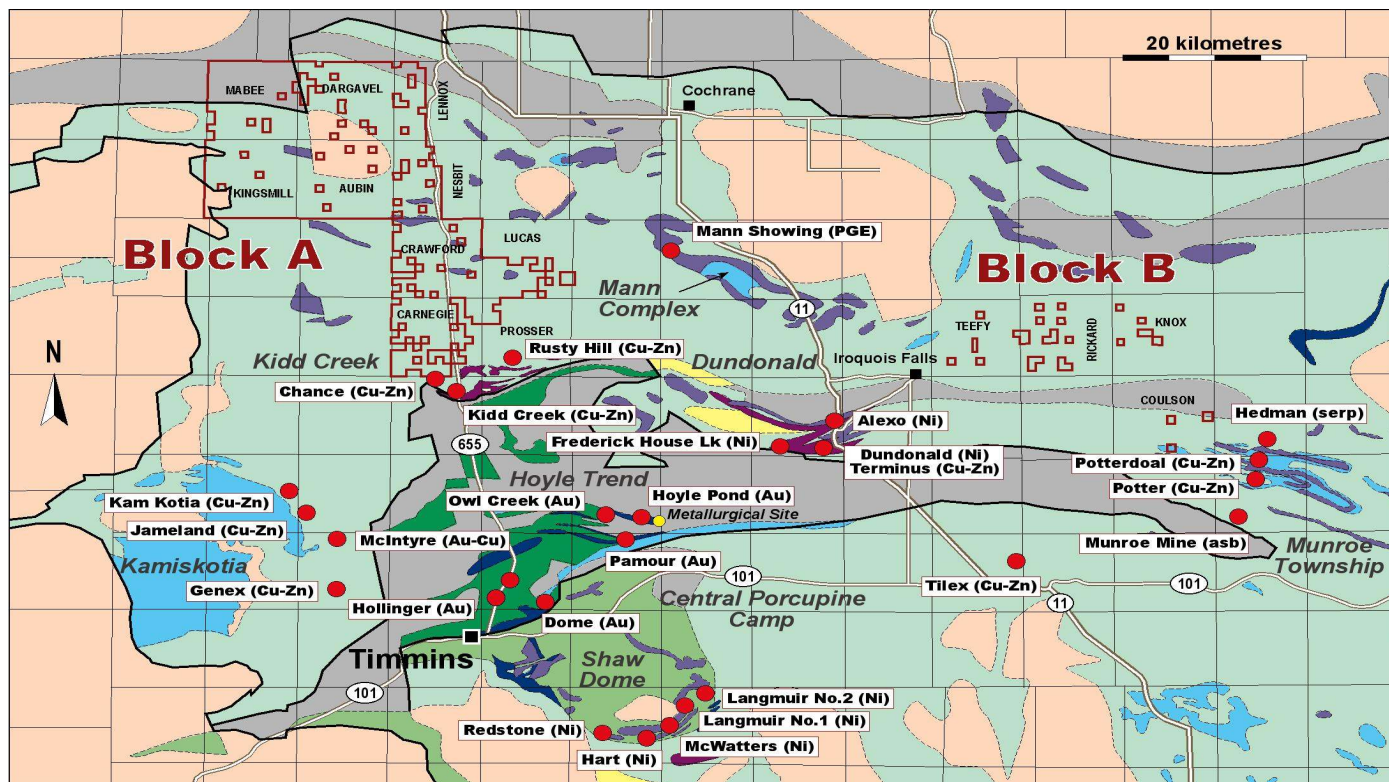 20 kilometres
MABEE
DARGAVEL
LENNOX
Cochrane
KINGSMILL
AUBIN
NESBIT
Block A
CRAWFORD
LUCAS
Mann Showing (PGE)
Block B
Mann
Complex
CARNEGIE
PROSSER
11
TEEFY
RICKARD
KNOX
N
Kidd Creek
Rusty Hill (Cu-Zn)
Dundonald
Iroquois Falls
Chance (Cu-Zn)
Kidd Creek (Cu-Zn)
COULSON
Hedman (serp)
655
Frederick House Lk (Ni)
Alexo (Ni)
Dundonald (Ni)
Terminus (Cu-Zn)
Potterdoal (Cu-Zn)
Potter (Cu-Zn)
Hoyle Trend
Kam Kotia (Cu-Zn)
Owl Creek (Au)
Hoyle Pond (Au)
Metallurgical Site
Jameland (Cu-Zn)
McIntyre (Au-Cu)
Munroe Mine (asb)
Munroe
Township
Kamiskotia
Pamour (Au)
Genex (Cu-Zn)
101
Tilex (Cu-Zn)
101
11
Hollinger (Au)
Dome (Au)
Central Porcupine
Camp
Timmins
Shaw
Dome
101
Langmuir No.2 (Ni)
Langmuir No.1 (Ni)
Redstone (Ni)
McWatters (Ni)
Hart (Ni)